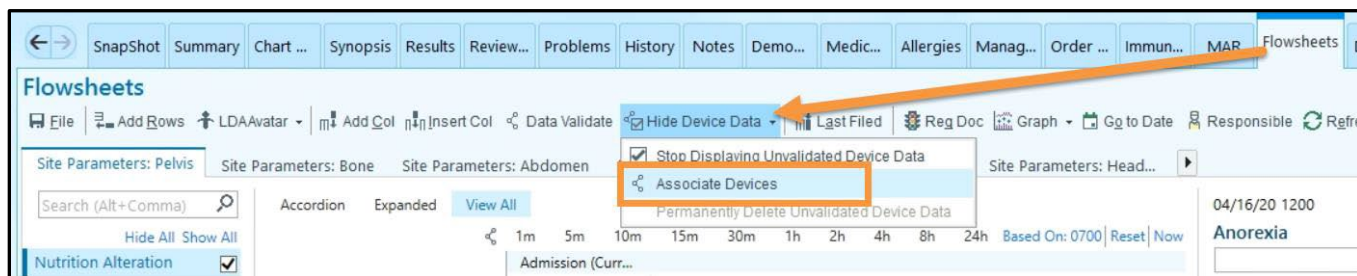 SnapShot Summary Chart ... Synopsis Results Review... Problems History Notes Demo... Medic... Allergies Manag... Order ... Immun... MAR Flowsheets
Flowsheets
File Add Rows LDAAvatar Add Col Insert Col Data Validate Hide Device Data Last Filed Reg Doc Graph Go to Date Responsible Refre
Site Parameters: Pelvis Site Parameters: Bone Site Parameters: Abdomen Stop Displaying Unvalidated Device Data Site Parameters: Head...
Associate Devices
Search (Alt+Comma) Accordion Expanded View All Permanently Delete Unvalidated Device Data 04/16/20 1200
Hide All Show All 1m 5m 10m 15m 30m 1h 2h 4h 8h 24h Based On: 0700 Reset Now Anorexia
Nutrition Alteration Admission (Curr...